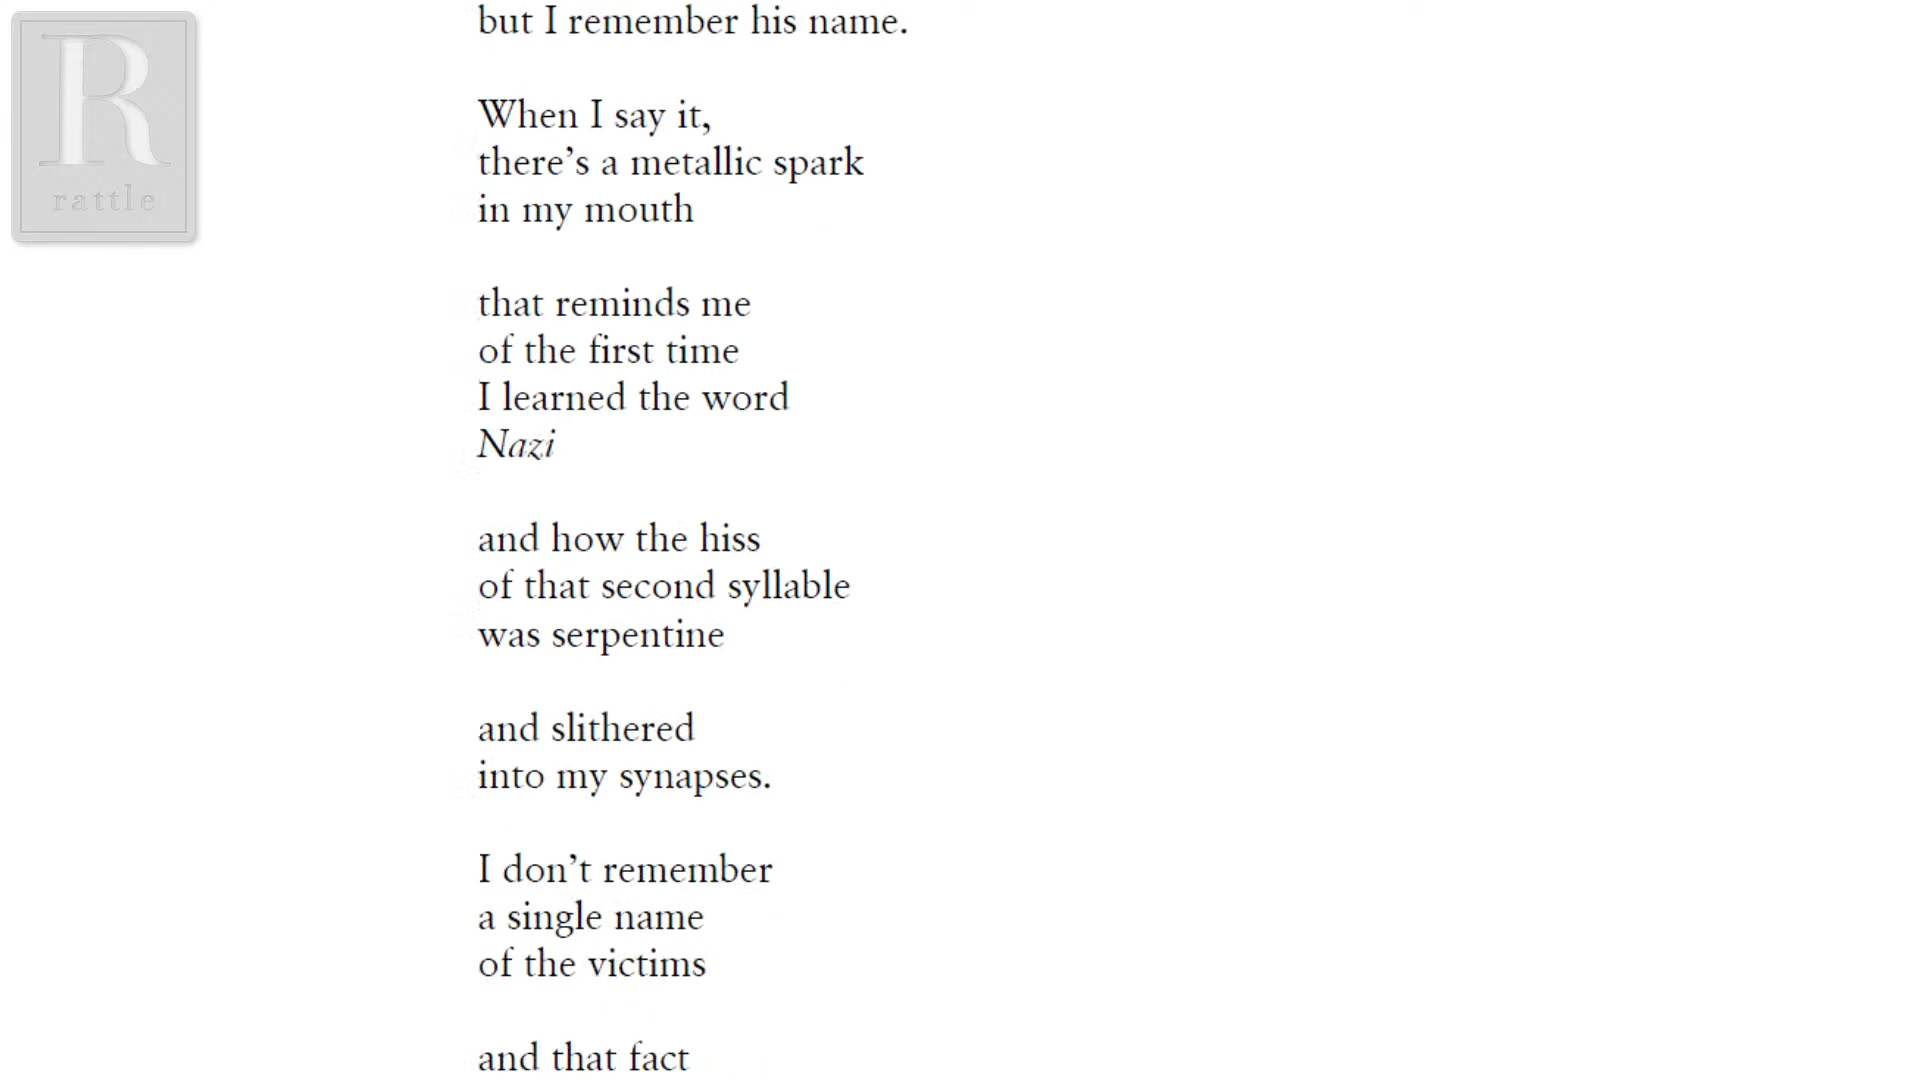 R
rattle
but I remember his name.
When I say it,
there's a metallic spark
in my mouth
that reminds me
of the first time
I learned the word
Nazi
and how the hiss
of that second syllable
was serpentine
and slithered
into my synapses.
I don't remember
a single name
of the victims
and that fact